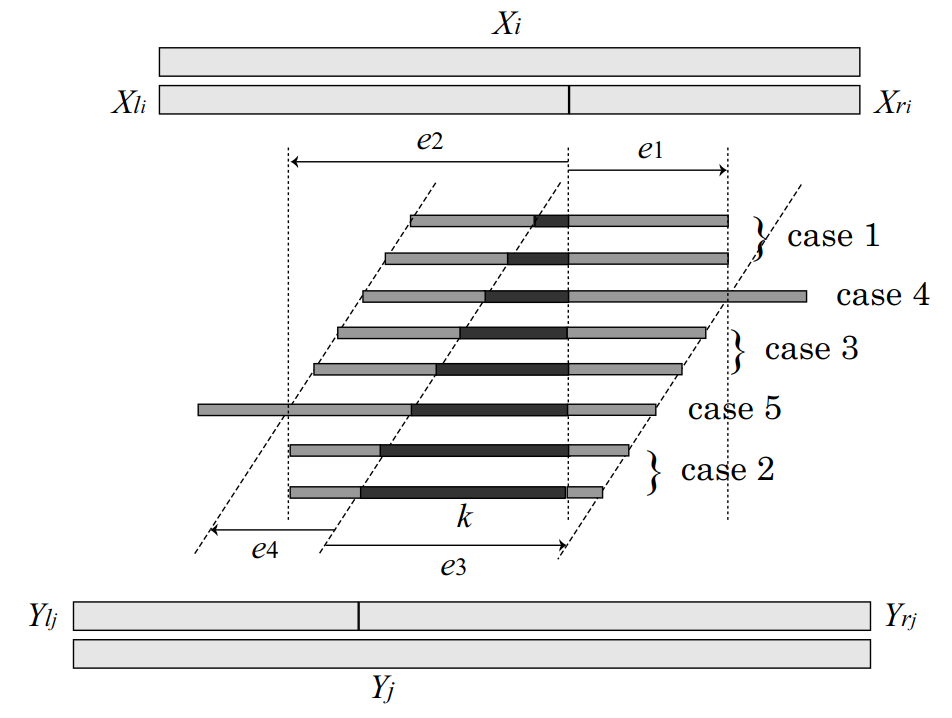 Xi
Xli Xri
e2 e1
} case 1
case 4
} case 3
case 5
} case 2
k
e4 e3
Ylj Yrj
Yj